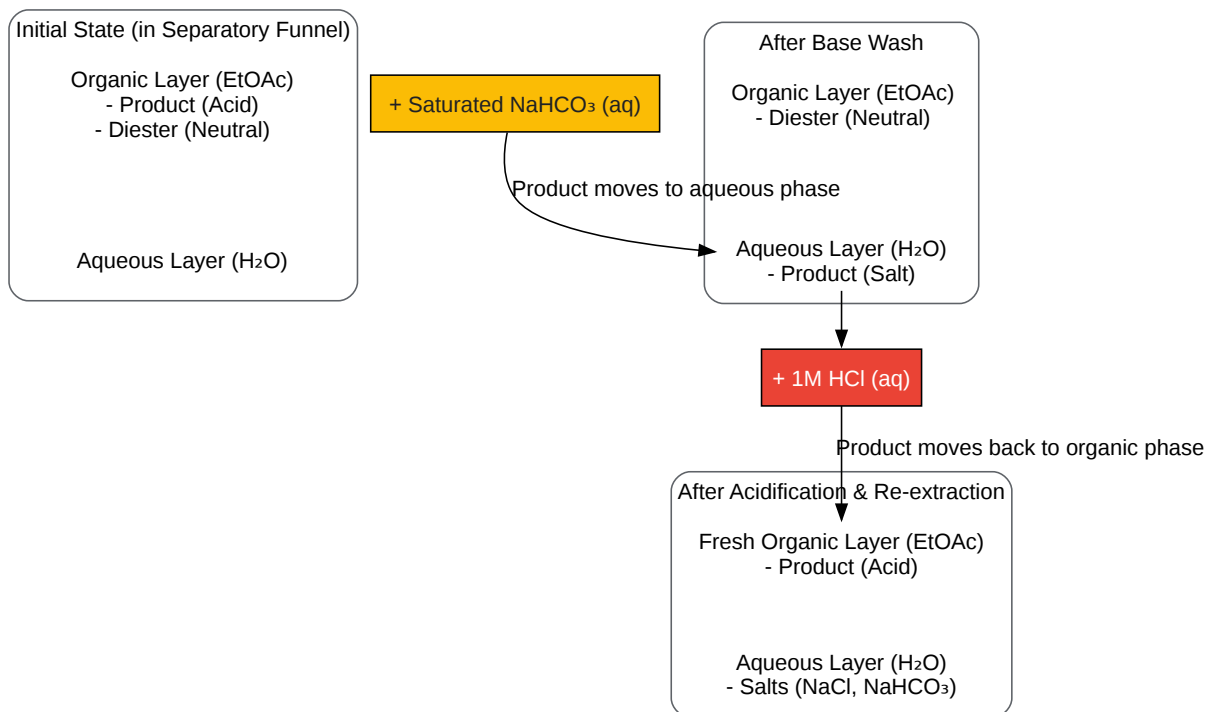 Initial State (in Separatory Funnel)
Organic Layer (EtOAc)
- Product (Acid)
- Diester (Neutral)
Aqueous Layer (H₂O)
+ Saturated NaHCO₃ (aq)
Product moves to aqueous phase
After Base Wash
Organic Layer (EtOAc)
- Diester (Neutral)
Aqueous Layer (H₂O)
- Product (Salt)
+ 1M HCl (aq)
Product moves back to organic phase
After Acidification & Re-extraction
Fresh Organic Layer (EtOAc)
- Product (Acid)
Aqueous Layer (H₂O)
- Salts (NaCl, NaHCO₃)